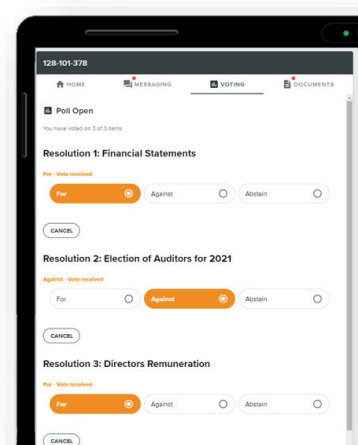 128-101-378
HOME MESSAGING VOTING DOCUMENTS
Poll Open
You have voted on 3 of 3 items
Resolution 1: Financial Statements
For - Vote received
For Against Abstain
CANCEL
Resolution 2: Election of Auditors for 2021
Against - Vote received
For Against Abstain
CANCEL
Resolution 3: Directors Remuneration
For - Vote received
For Against Abstain
CANCEL